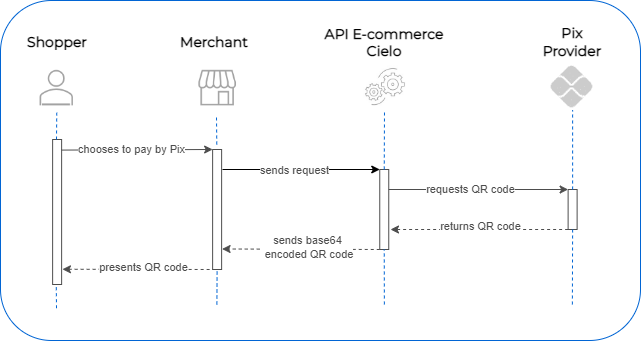 Shopper
Merchant
API E-commerce
Cielo
Pix
Provider
chooses to pay by Pix
sends request
requests QR code
returns QR code
sends base64
encoded QR code
presents QR code